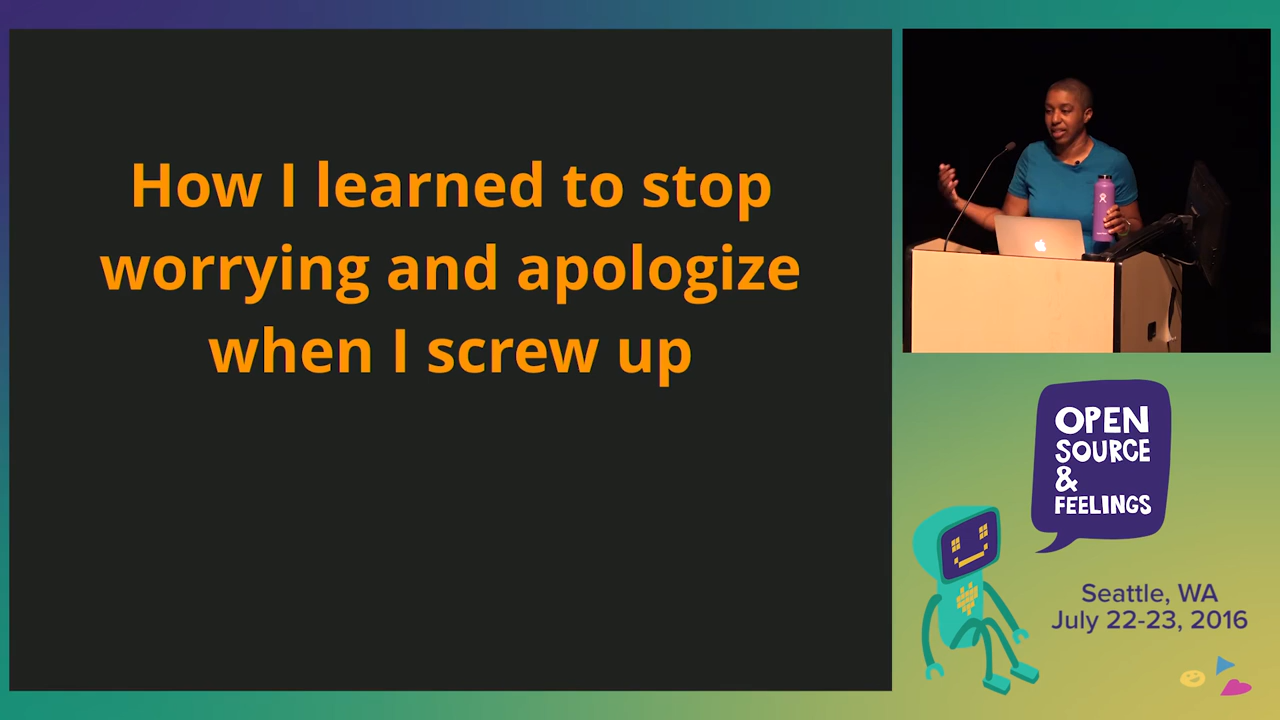 How I learned to stop
worrying and apologize
when I screw up
OPEN
SOURCE
&
FEELINGS
Seattle, WA
July 22-23, 2016